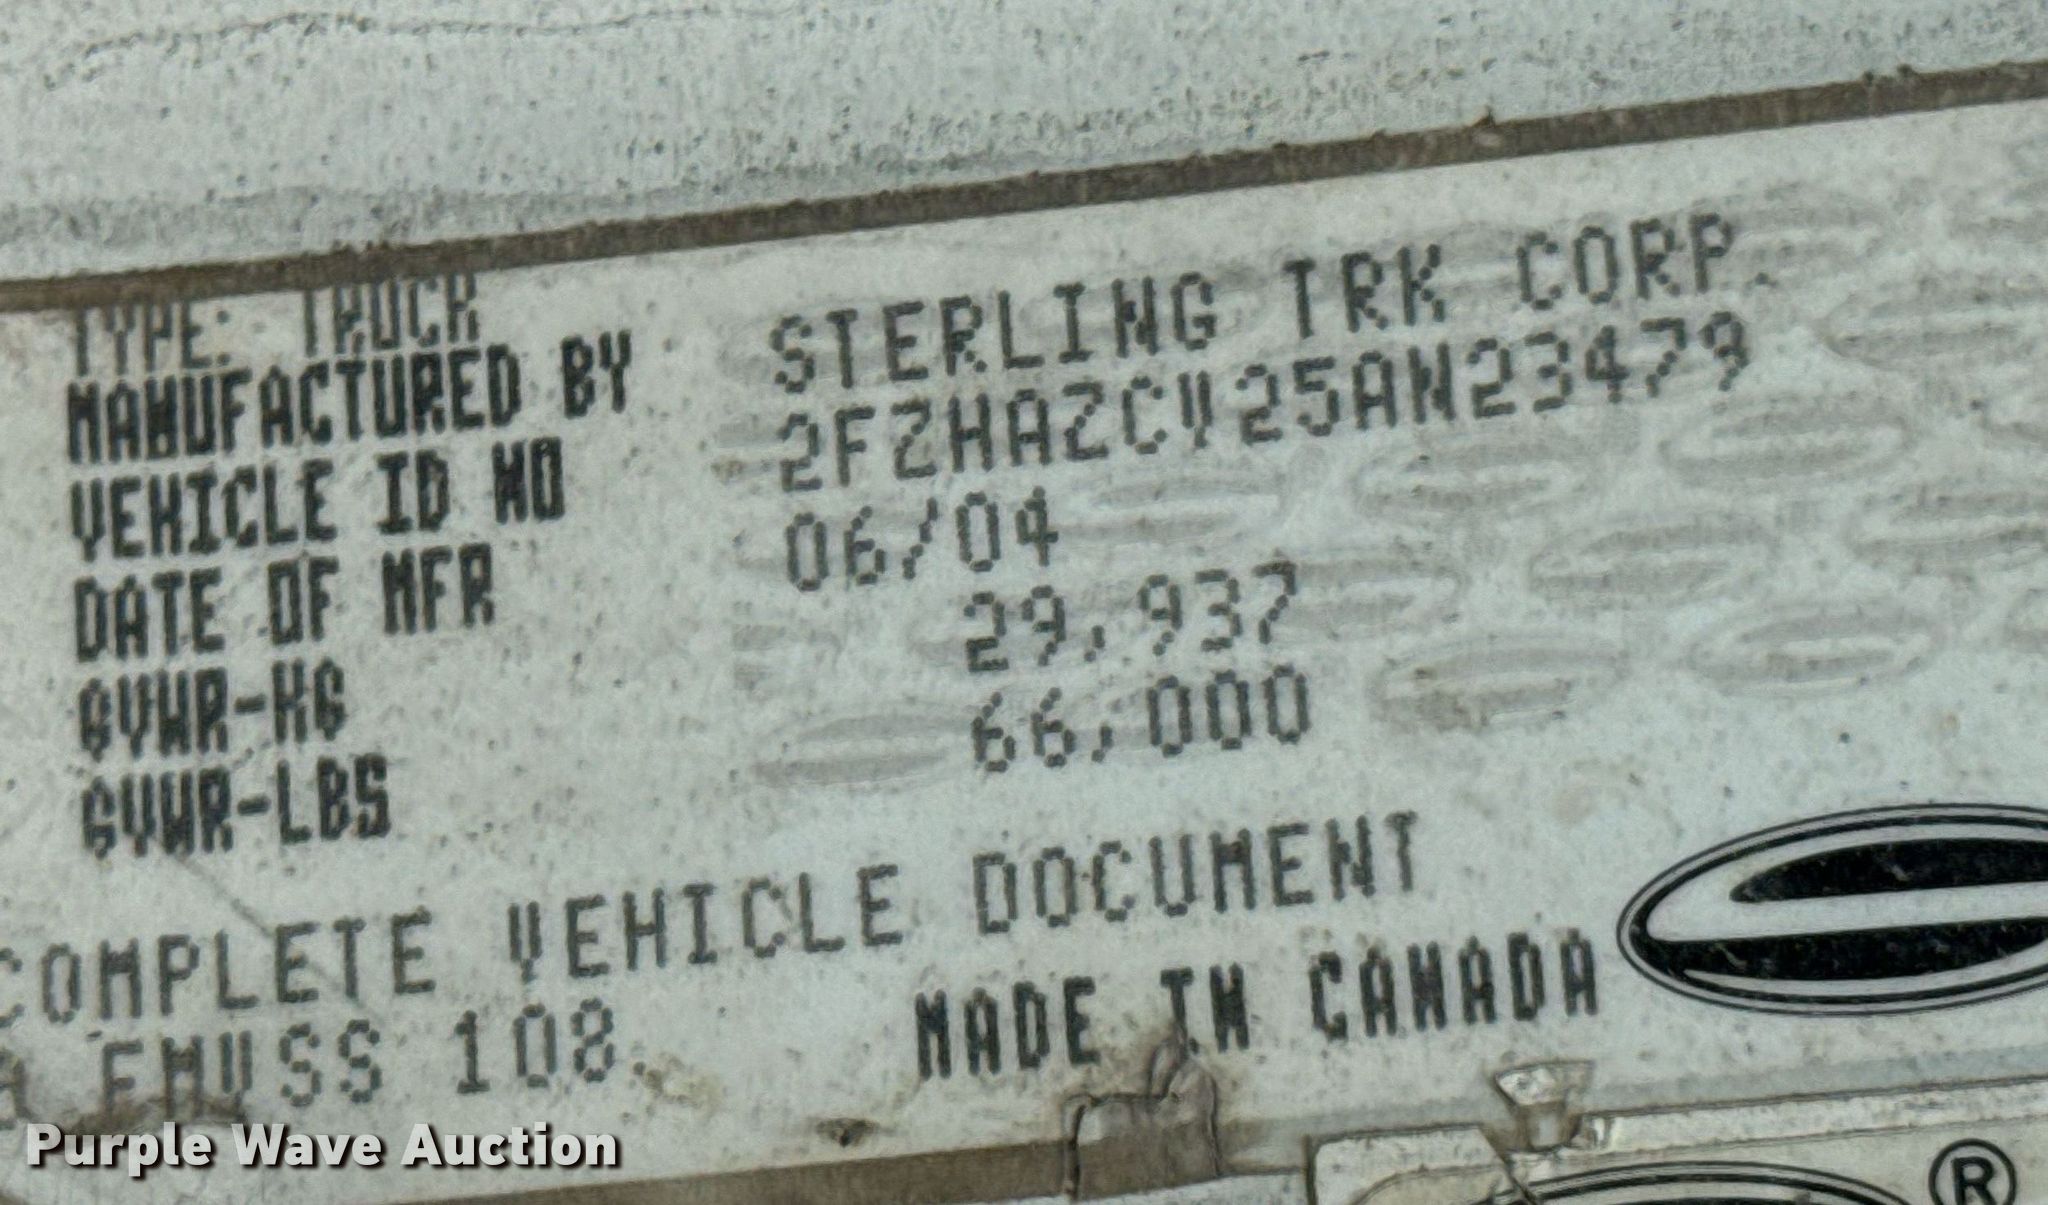 TYPE: TRUCK
MANUFACTURED BY STERLING TRK CORP.
VEHICLE ID NO 2FZHAZCV25AN23479
DATE OF MFR 06/04
GVWR-KG 29,937
GVWR-LBS 66,000
COMPLETE VEHICLE DOCUMENT
FMVSS 108.
MADE IN CANADA
Purple Wave Auction
®